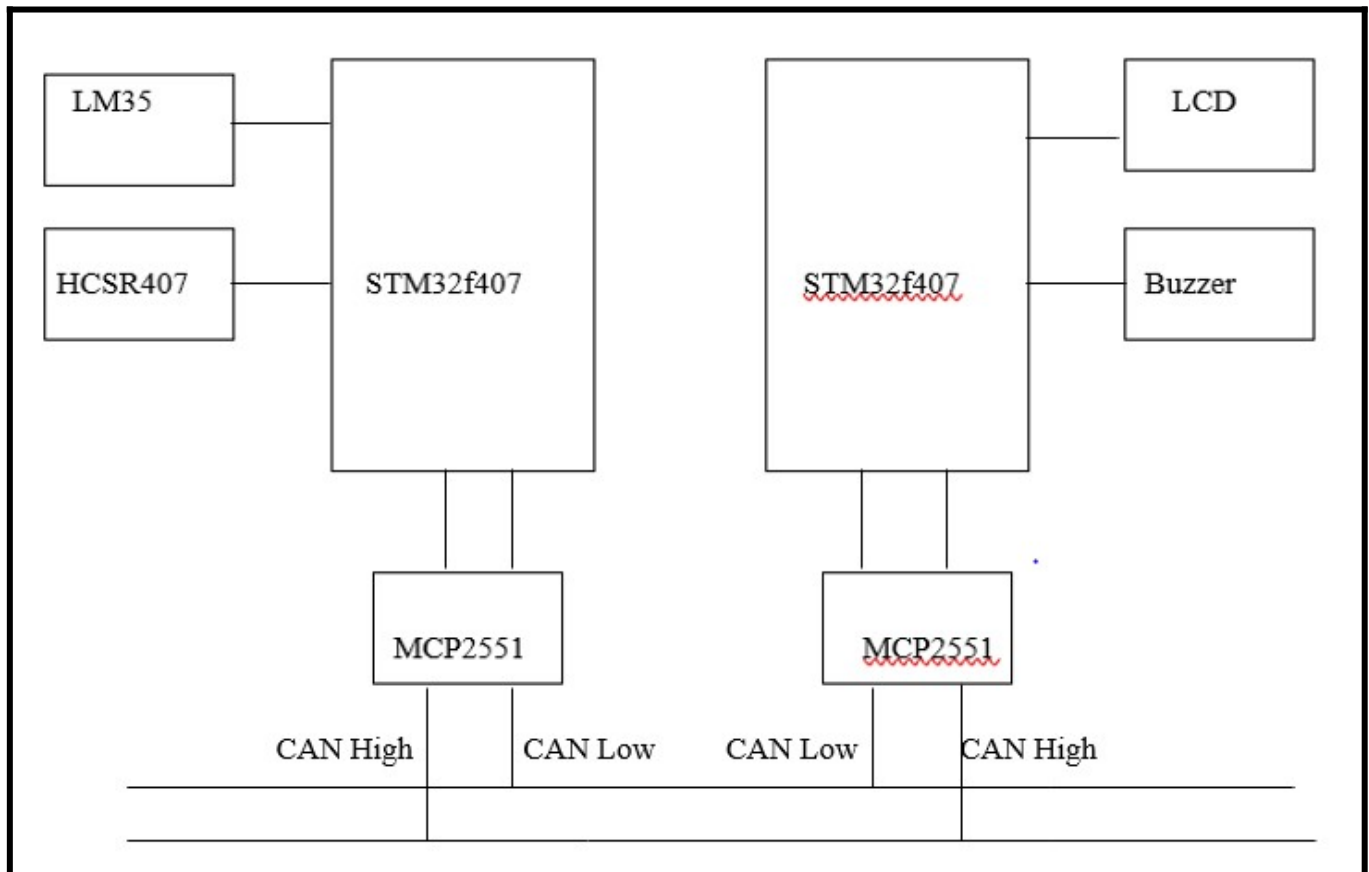 LM35
LCD
HCSR407
STM32f407
STM32f407
Buzzer
MCP2551
MCP2551
CAN High
CAN Low
CAN Low
CAN High